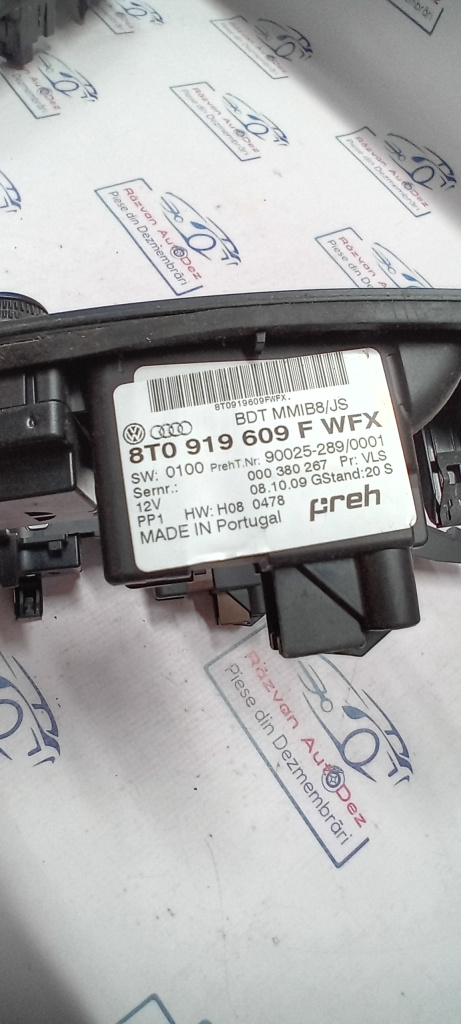 Răzvan AutoDez
Piese din Dezmembrări
Răzvan AutoDez
Piese din Dezmembrări
Răzvan AutoDez
Piese din Dezmembrări
8T0919609FWFX.
BDT MMIB8/JS
8T0 919 609 F WFX
SW: 0100 PrehT.Nr: 90025-289/0001
Sernr.: 000 380 267 Pr: VLS
12V 08.10.09 GStand:20 S
PP1 HW: H08 0478
MADE IN Portugal
preh
Răzvan AutoDez
Piese din Dezmembrări